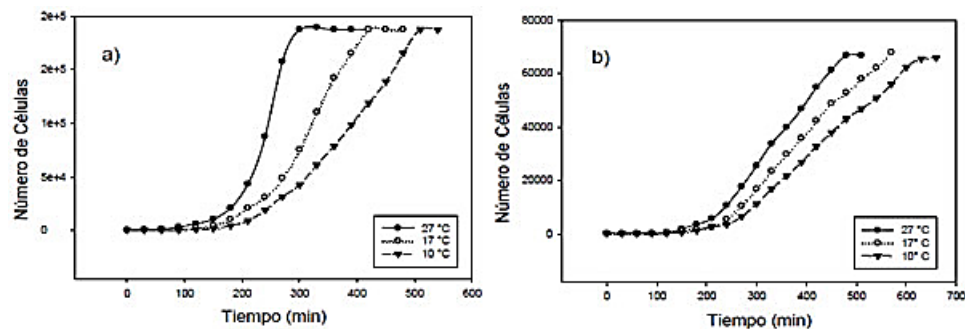 a)
Número de Células
2e+5
2e+5
5e+4
0
0 100 200 300 400 500 600
Tiempo (min)
27 °C
17 °C
10 °C
b)
Número de Células
80000
60000
40000
20000
0
0 100 200 300 400 500 600 700
Tiempo (min)
27 °C
17° C
10° C